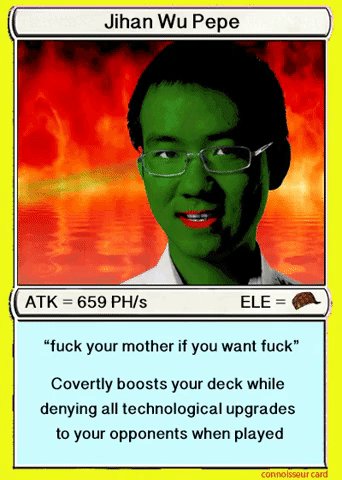 Jihan Wu Pepe
ATK = 659 PH/s
ELE =
“fuck your mother if you want fuck”
Covertly boosts your deck while
denying all technological upgrades
to your opponents when played
connoisseur card